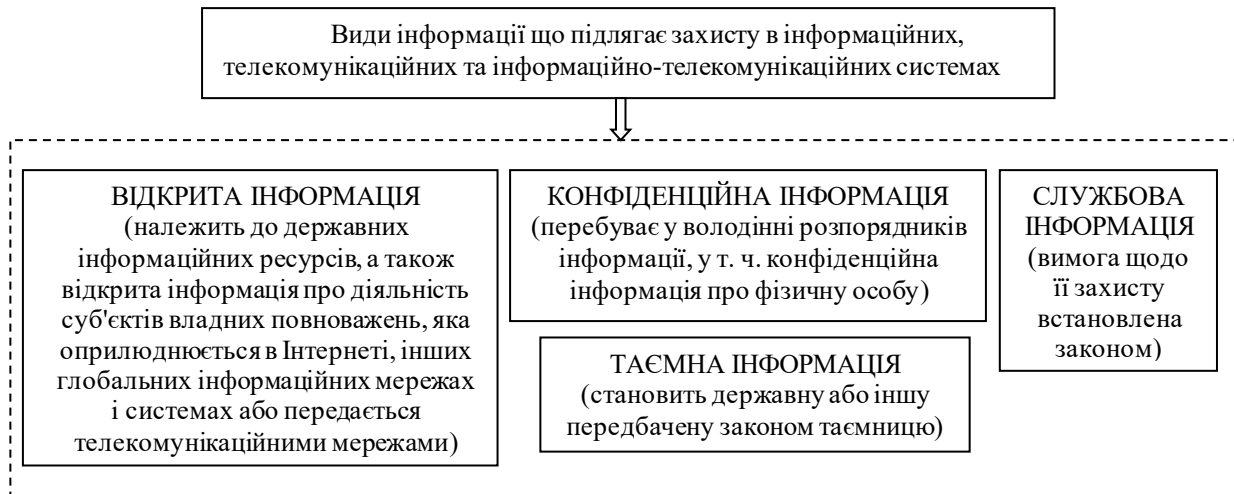 Види інформації що підлягає захисту в інформаційних,
телекомунікаційних та інформаційно-телекомунікаційних системах
ВІДКРИТА ІНФОРМАЦІЯ
(належить до державних
інформаційних ресурсів, а також
відкрита інформація про діяльність
суб'єктів владних повноважень, яка
оприлюднюється в Інтернеті, інших
глобальних інформаційних мережах
і системах або передається
телекомунікаційними мережами)
КОНФІДЕНЦІЙНА ІНФОРМАЦІЯ
(перебуває у володінні розпорядників
інформації, у т. ч. конфіденційна
інформація про фізичну особу)
ТАЄМНА ІНФОРМАЦІЯ
(становить державну або іншу
передбачену законом таємницю)
СЛУЖБОВА
ІНФОРМАЦІЯ
(вимога щодо
її захисту
встановлена
законом)